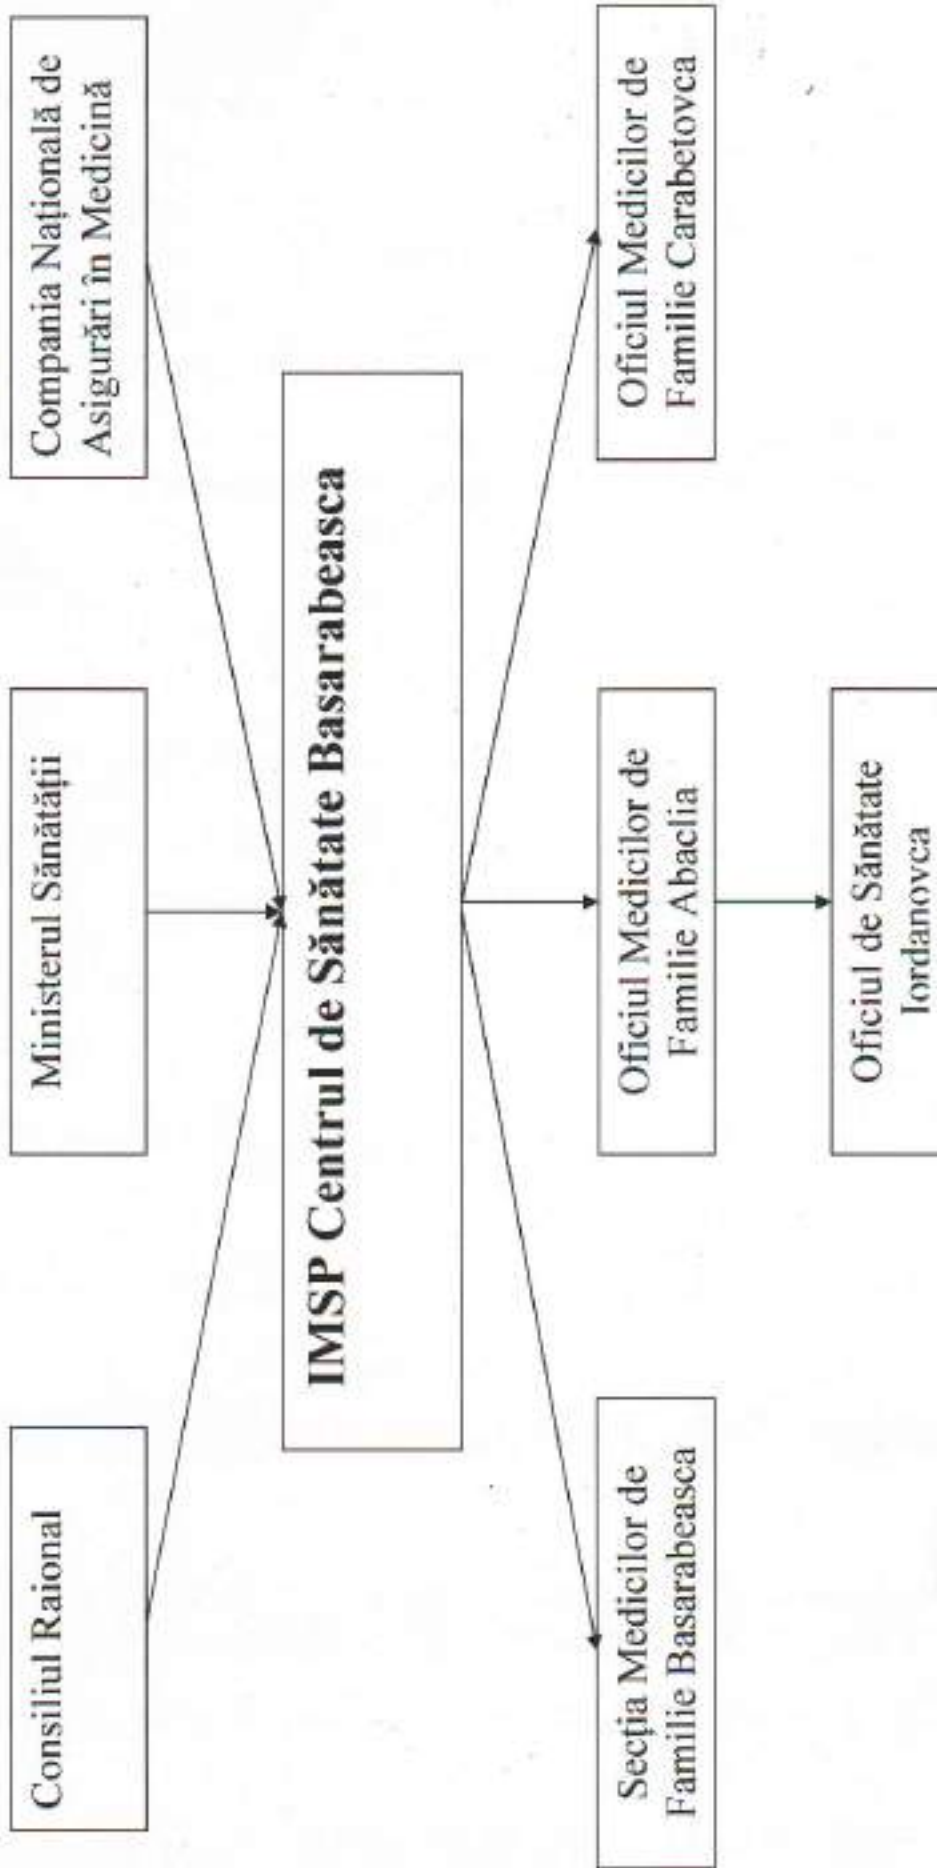 Consiliul Raional
Ministerul Sănătății
Compania Națională de
Asigurări în Medicină
IMSP Centrul de Sănătate Basarabeasca
Secția Medicilor de
Familie Basarabeasca
Oficiul Medicilor de
Familie Abaclia
Oficiul Medicilor de
Familie Carabetovca
Oficiul de Sănătate
Iordanovca